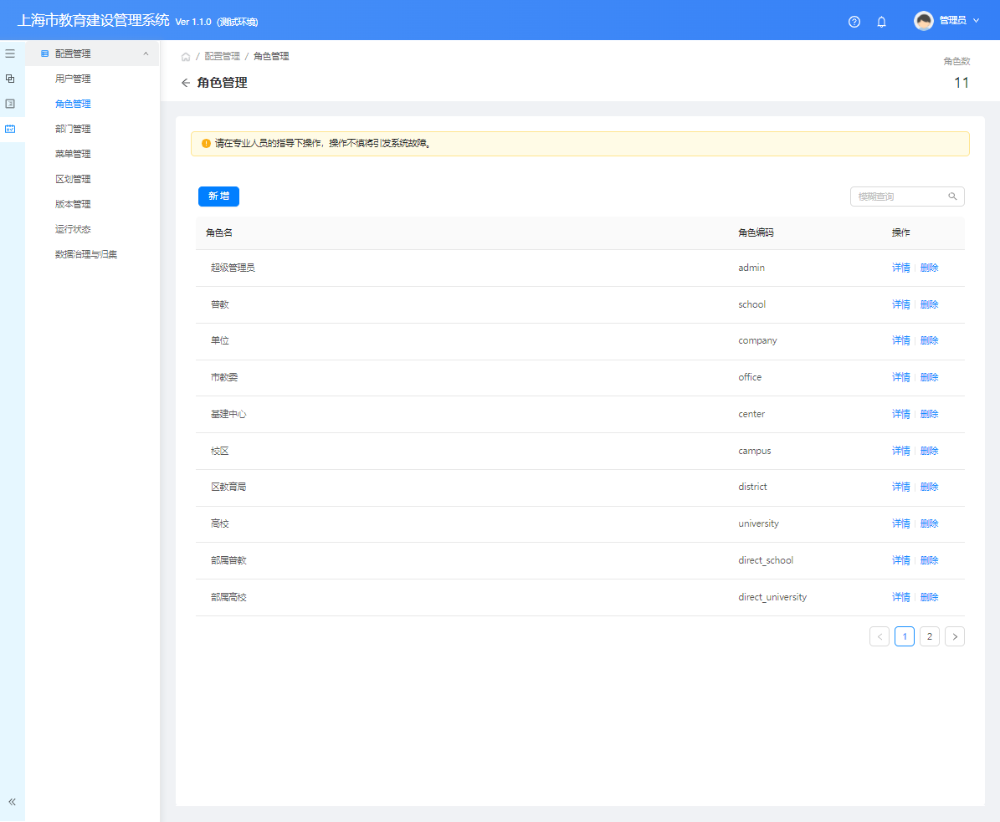 上海市教育建设管理系统 Ver 1.1.0 (测试环境)
管理员
配置管理
用户管理
角色管理
部门管理
菜单管理
区划管理
版本管理
运行状态
数据治理与归集
/ 配置管理 / 角色管理
角色管理
角色数
11
请在专业人员的指导下操作，操作不慎将引发系统故障。
新 增
模糊查询
角色名 角色编码 操作
超级管理员 admin 详情 删除
普教 school 详情 删除
单位 company 详情 删除
市教委 office 详情 删除
基建中心 center 详情 删除
校区 campus 详情 删除
区教育局 district 详情 删除
高校 university 详情 删除
部属普教 direct_school 详情 删除
部属高校 direct_university 详情 删除
< 1 2 >